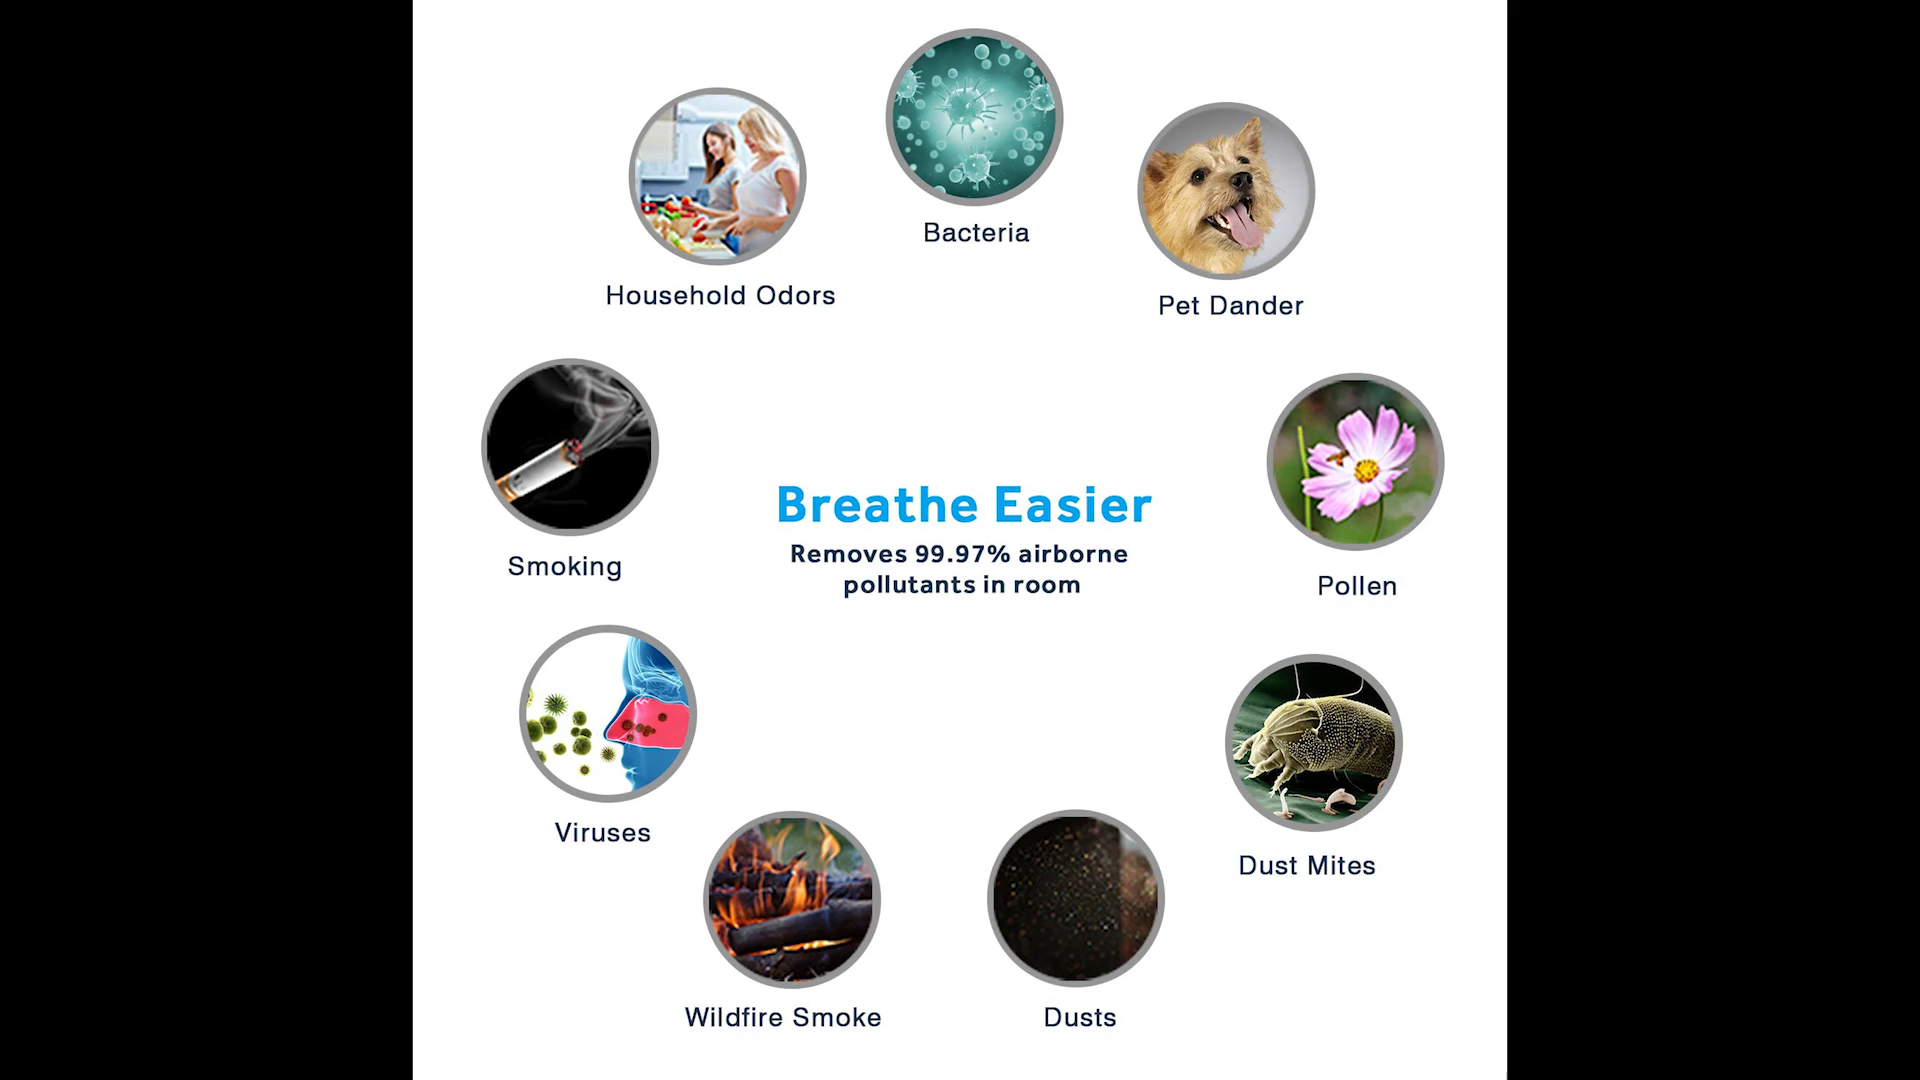 Bacteria
Household Odors
Pet Dander
Breathe Easier
Removes 99.97% airborne
pollutants in room
Smoking
Pollen
Viruses
Dust Mites
Wildfire Smoke
Dusts